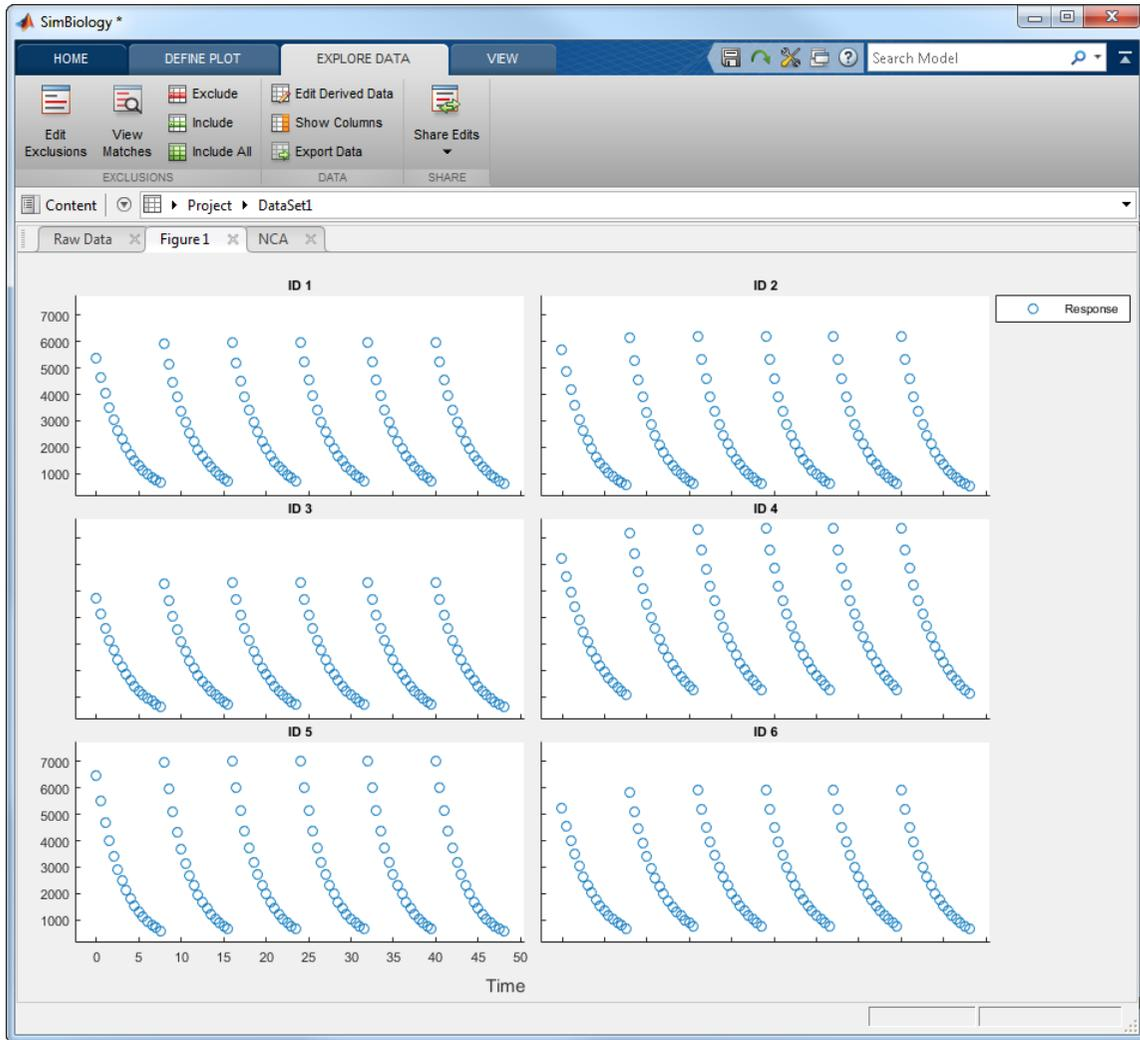 SimBiology *
HOME DEFINE PLOT EXPLORE DATA VIEW Search Model
Edit Exclusions
View Matches
Exclude
Include
Include All
EXCLUSIONS
Edit Derived Data
Show Columns
Export Data
DATA
Share Edits
SHARE
Content Project DataSet1
Raw Data Figure 1 NCA
ID 1
7000
6000
5000
4000
3000
2000
1000
ID 2
Response
ID 3
ID 4
ID 5
7000
6000
5000
4000
3000
2000
1000
0 5 10 15 20 25 30 35 40 45 50
ID 6
Time